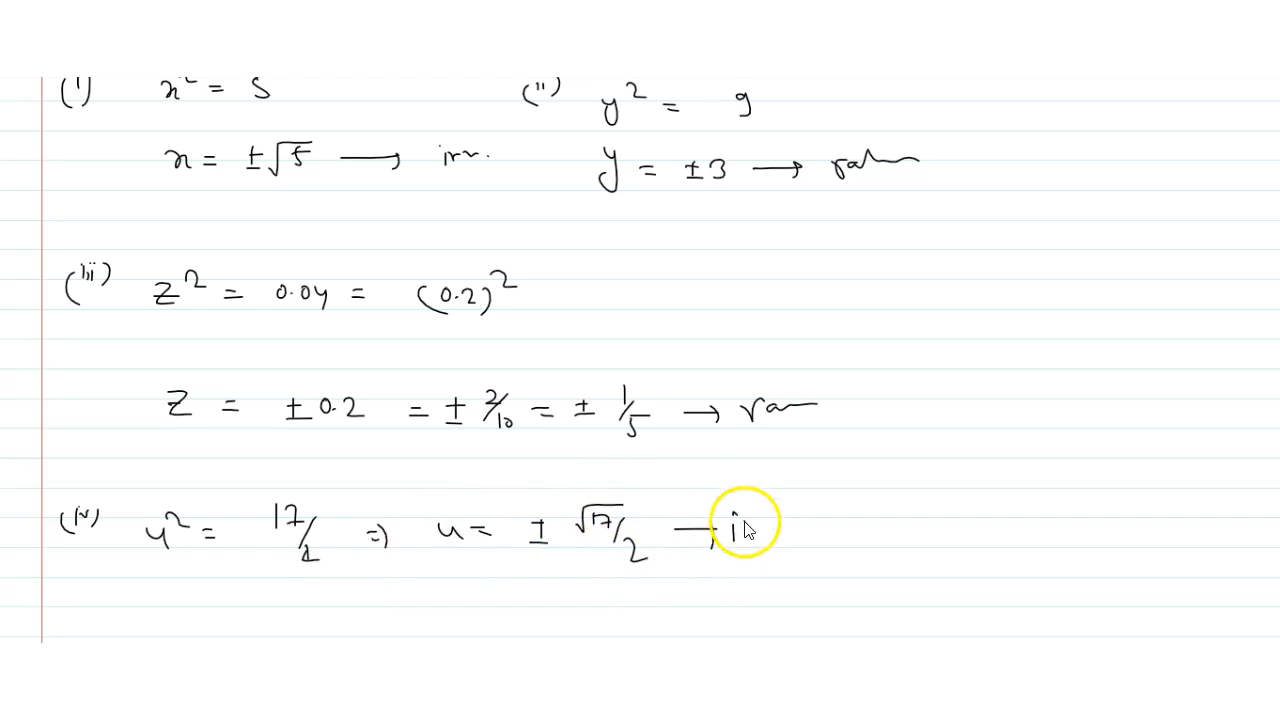 (i) x² = 5 (ii) y² = 9
x = ±√5 → irr. y = ±3 → ratn
(iii) z² = 0.04 = (0.2)²
z = ±0.2 = ± 2/10 = ± 1/5 → ra
(iv) u² = 17/4 ⇒ u = ± √17/2 → i